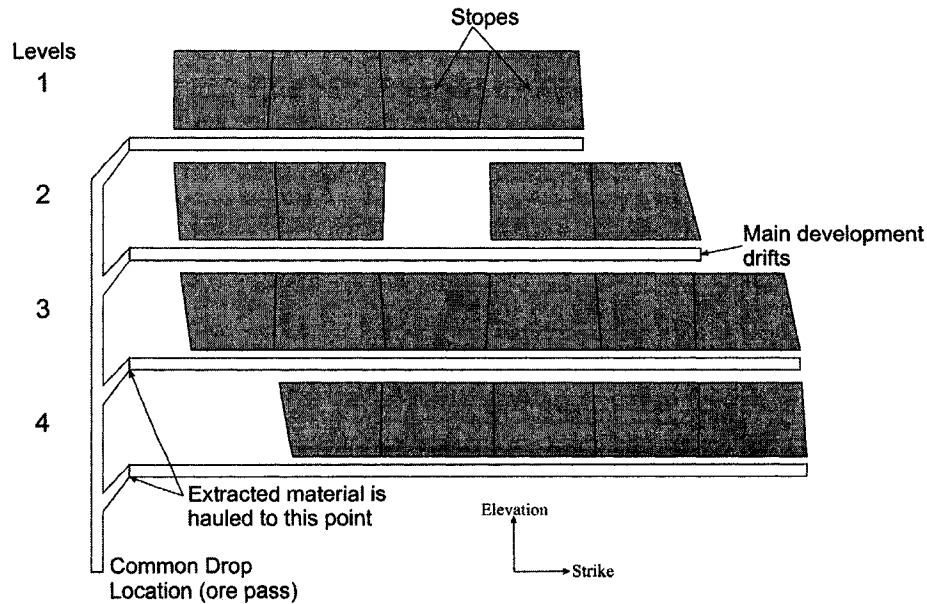 Stopes
Levels
1
2
Main development
drifts
3
4
Extracted material is
hauled to this point
Elevation
Strike
Common Drop
Location (ore pass)